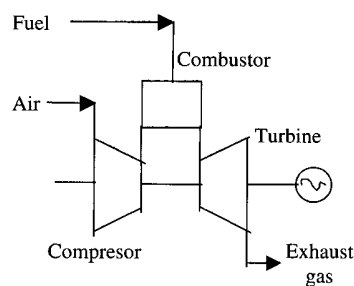 Fuel
Combustor
Air
Turbine
Compresor
Exhaust
gas